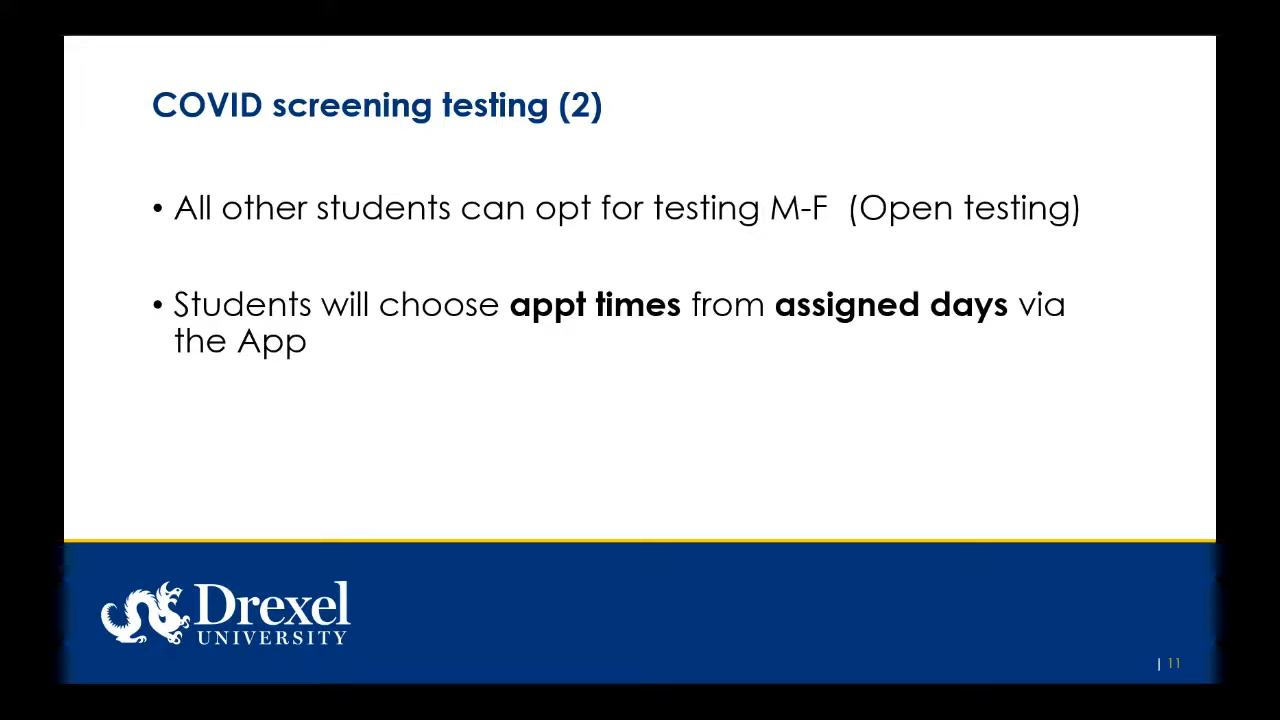 COVID screening testing (2)
• All other students can opt for testing M-F (Open testing)
• Students will choose appt times from assigned days via
the App
Drexel
UNIVERSITY
| 11